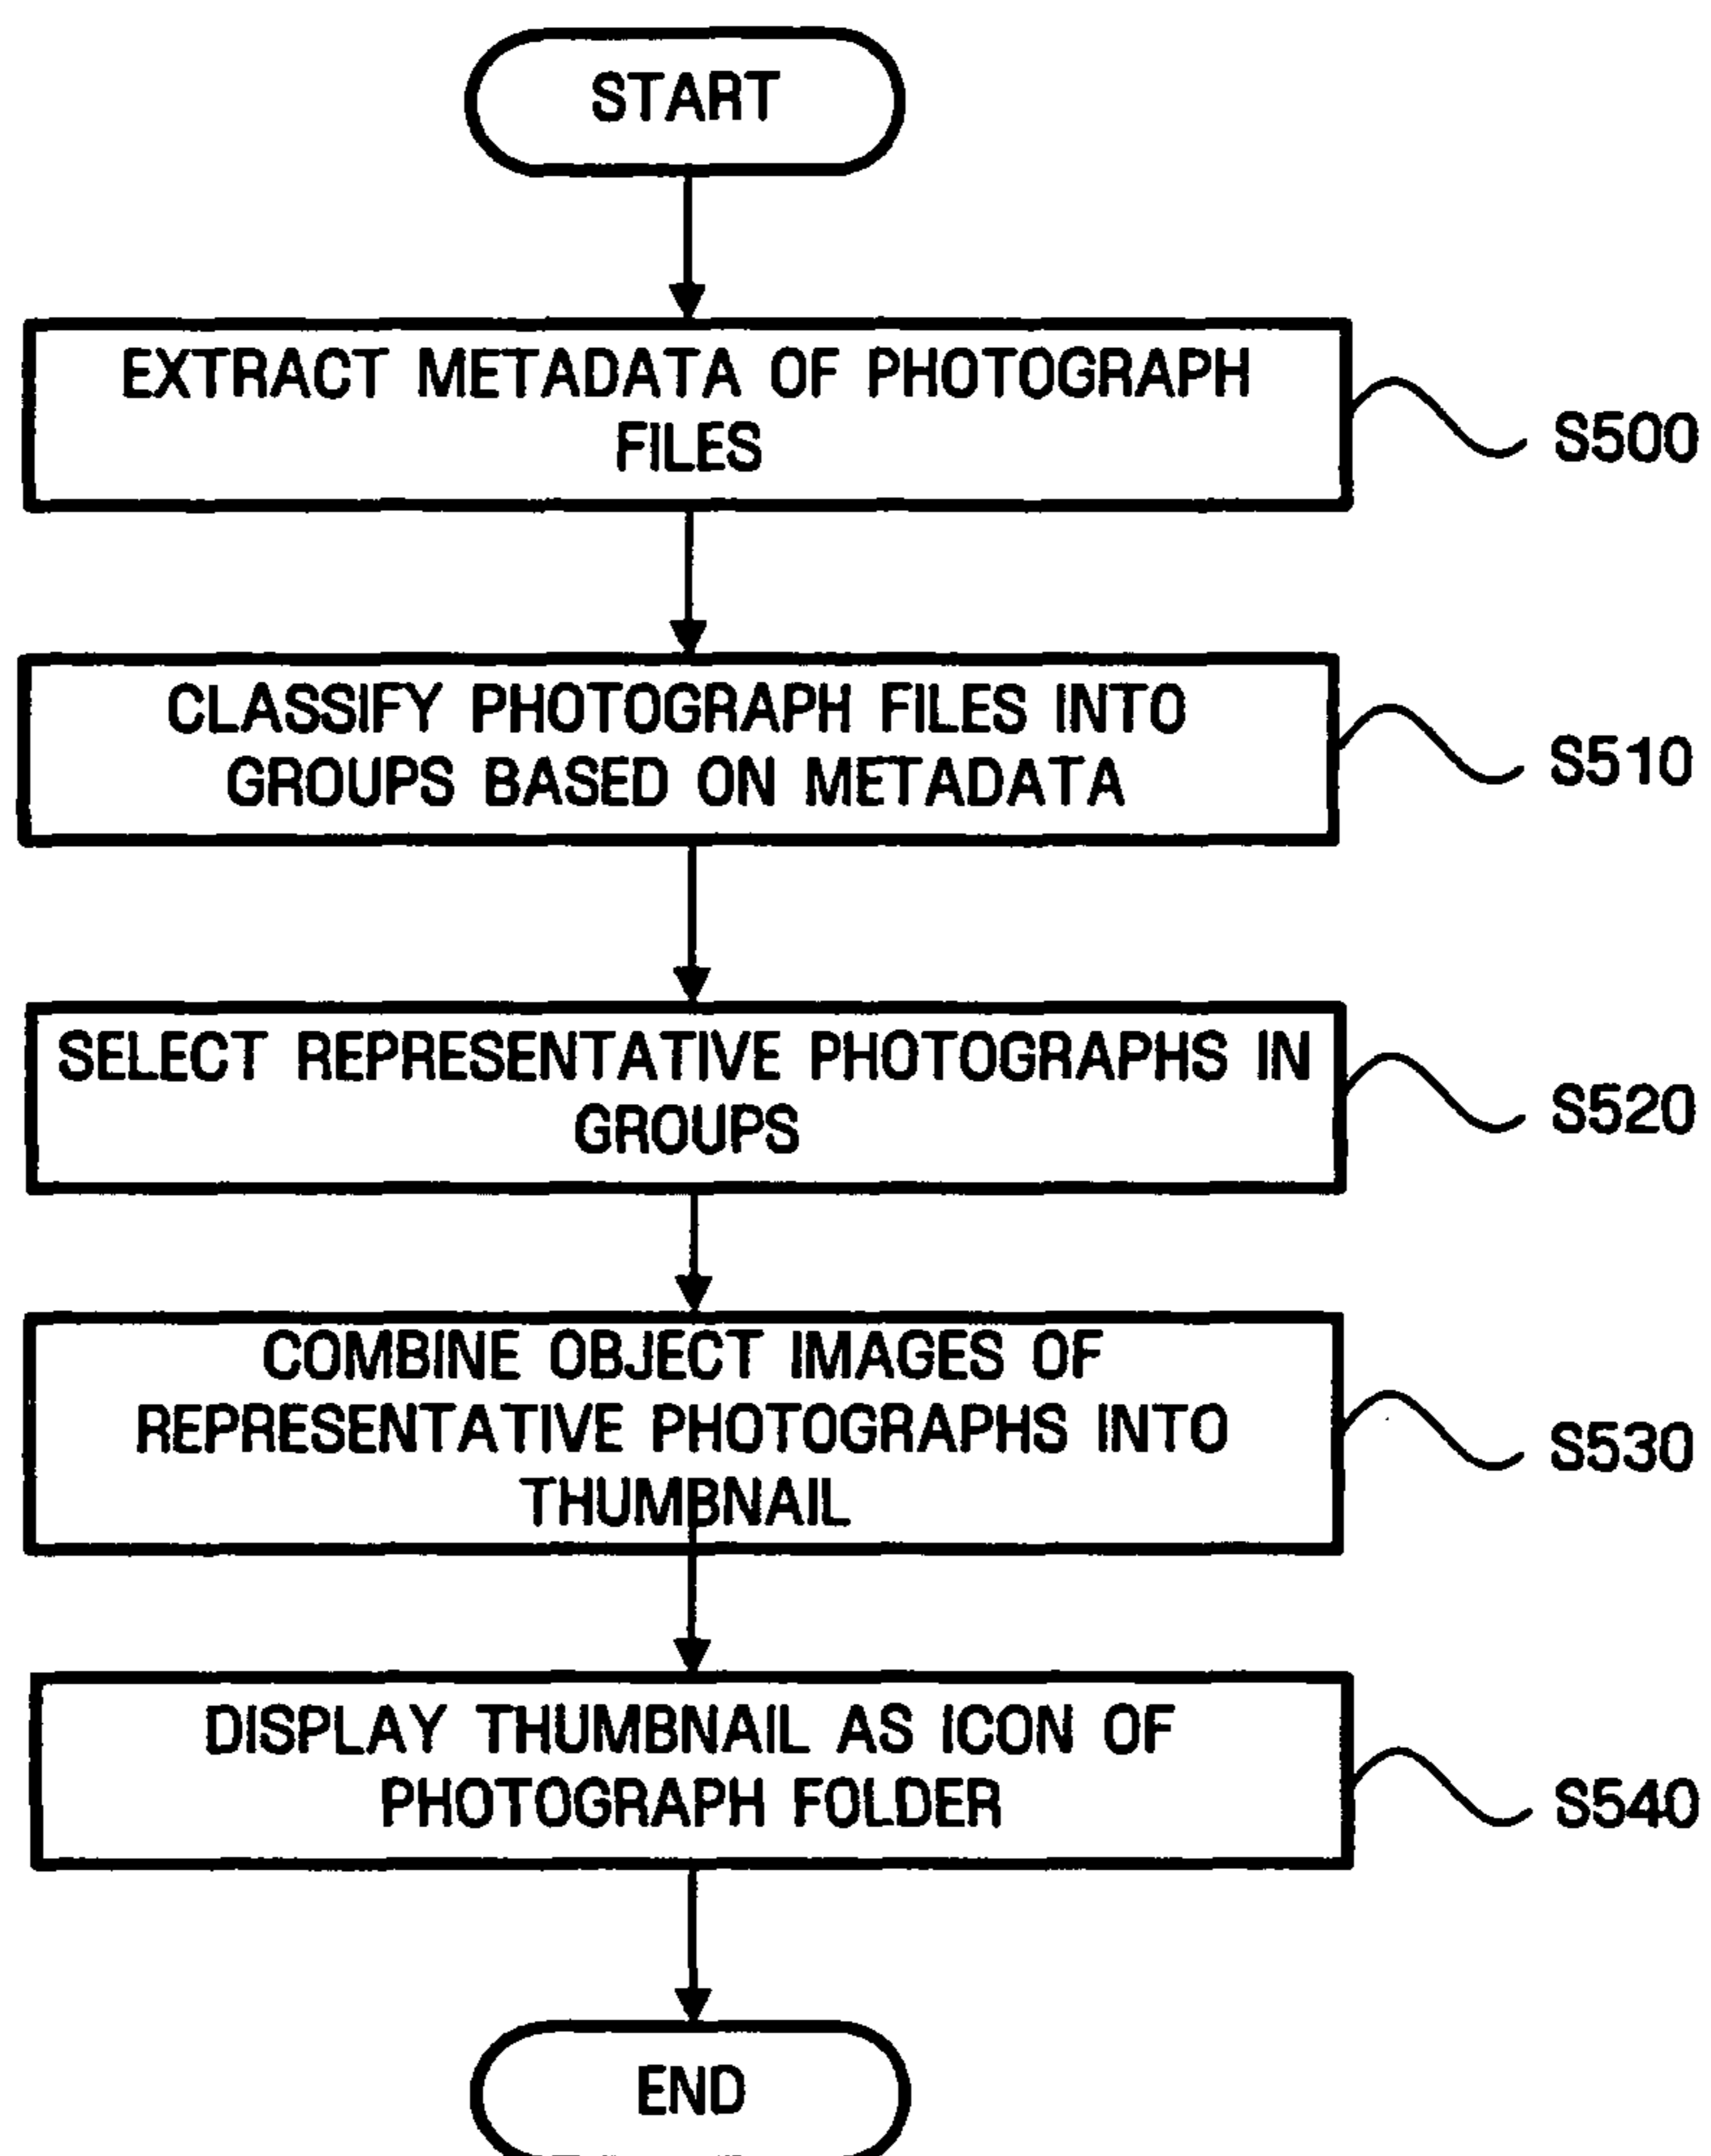 START
EXTRACT METADATA OF PHOTOGRAPH
FILES
S500
CLASSIFY PHOTOGRAPH FILES INTO
GROUPS BASED ON METADATA
S510
SELECT REPRESENTATIVE PHOTOGRAPHS IN
GROUPS
S520
COMBINE OBJECT IMAGES OF
REPRESENTATIVE PHOTOGRAPHS INTO
THUMBNAIL
S530
DISPLAY THUMBNAIL AS ICON OF
PHOTOGRAPH FOLDER
S540
END